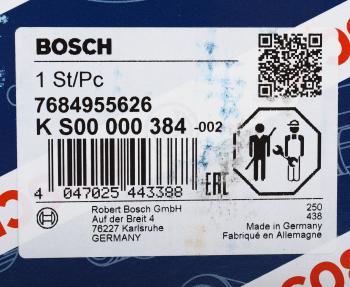 BOSCH
1 St/Pc
7684955626
K S00 000 384 -002
4 047025 443388
EAC
Robert Bosch GmbH
Auf der Breit 4
76227 Karlsruhe
GERMANY
250
438
Made in Germany
Fabriqué en Allemagne